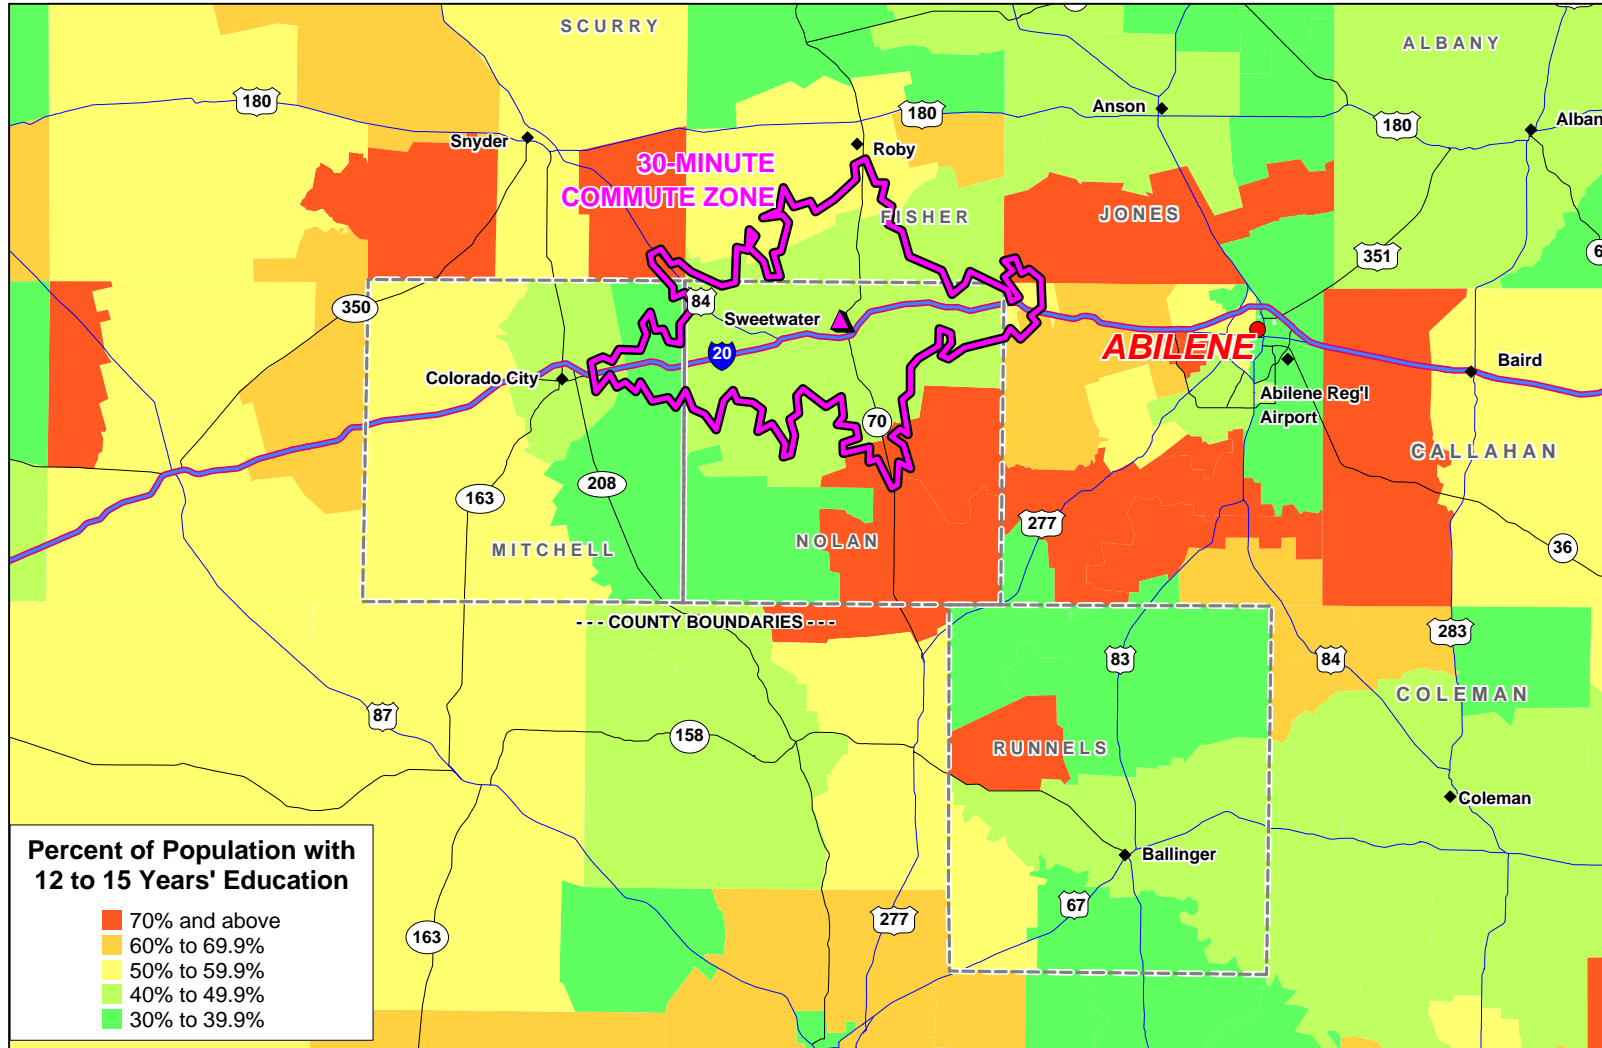 SCURRY
ALBANY
180
Anson
180
180
Snyder
Roby
30-MINUTE
COMMUTE ZONE
FISHER
JONES
351
350
84
Sweetwater
20
ABILENE
Baird
Colorado City
Abilene Reg'l
Airport
70
CALLAHAN
163
208
277
MITCHELL
NOLAN
36
--- COUNTY BOUNDARIES ---
283
83
84
COLEMAN
87
158
RUNNELS
Coleman
Ballinger
67
277
163
Percent of Population with
12 to 15 Years' Education
70% and above
60% to 69.9%
50% to 59.9%
40% to 49.9%
30% to 39.9%